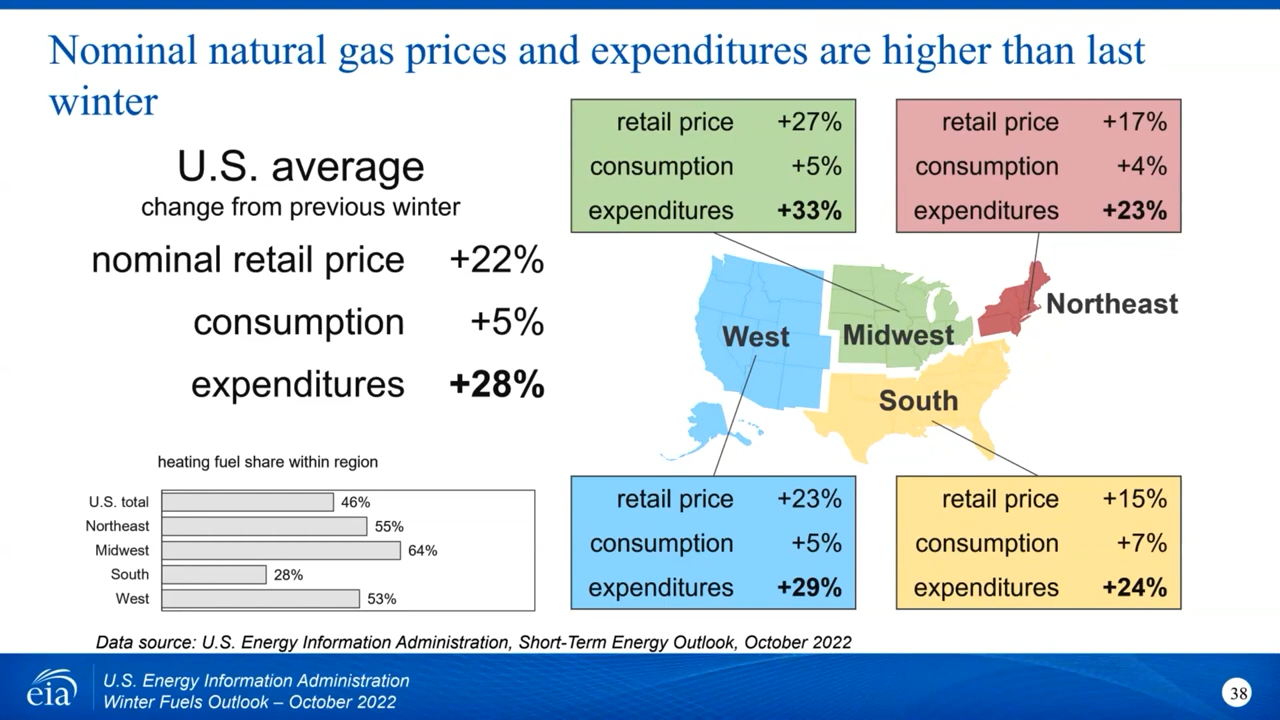 Nominal natural gas prices and expenditures are higher than last
winter
U.S. average
change from previous winter
nominal retail price +22%
consumption +5%
expenditures +28%
retail price +27%
consumption +5%
expenditures +33%
retail price +17%
consumption +4%
expenditures +23%
West
Midwest
Northeast
South
retail price +23%
consumption +5%
expenditures +29%
retail price +15%
consumption +7%
expenditures +24%
heating fuel share within region
U.S. total 46%
Northeast 55%
Midwest 64%
South 28%
West 53%
Data source: U.S. Energy Information Administration, Short-Term Energy Outlook, October 2022
eia
U.S. Energy Information Administration
Winter Fuels Outlook – October 2022
38